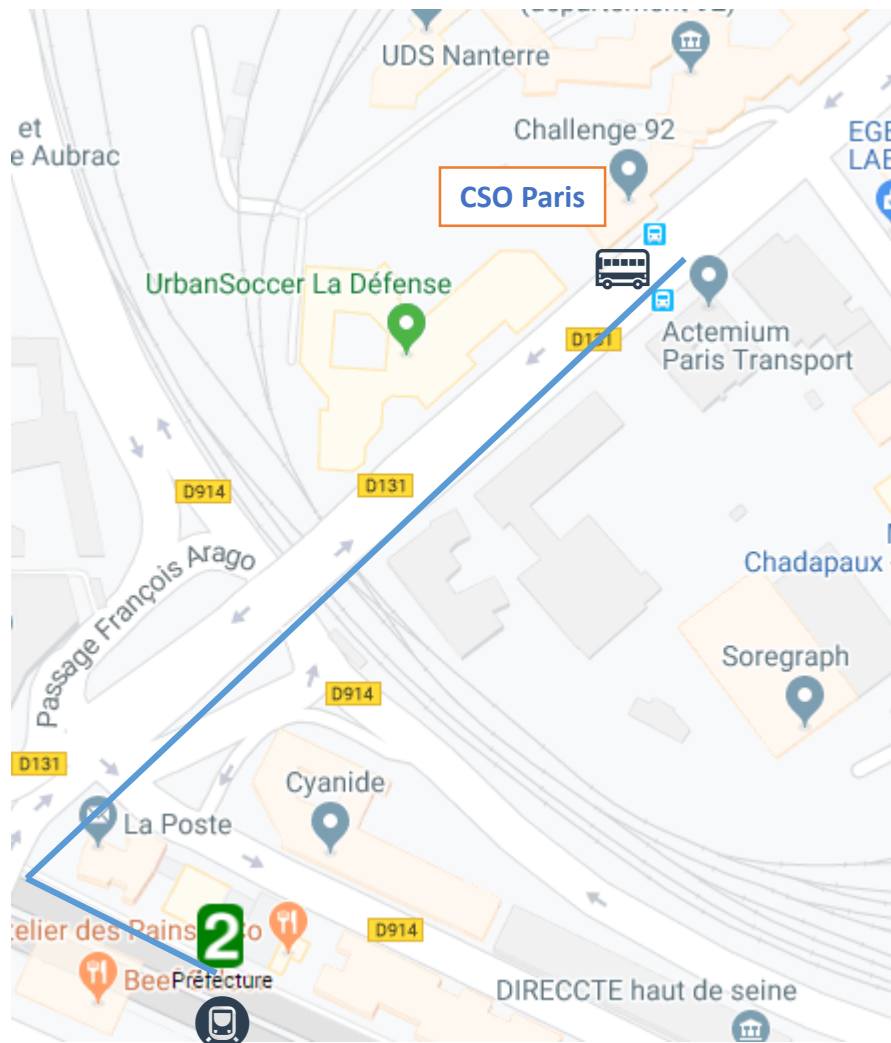 (département 92)
UDS Nanterre
Challenge 92
et
e Aubrac
EGE
LAB
CSO Paris
UrbanSoccer La Défense
D131
Actemium
Paris Transport
D131
D914
Passage François Arago
Chadapaux
Soregraph
D914
D131
Cyanide
La Poste
2
telier des Pains
D914
Préfecture
DIRECCTE haut de seine